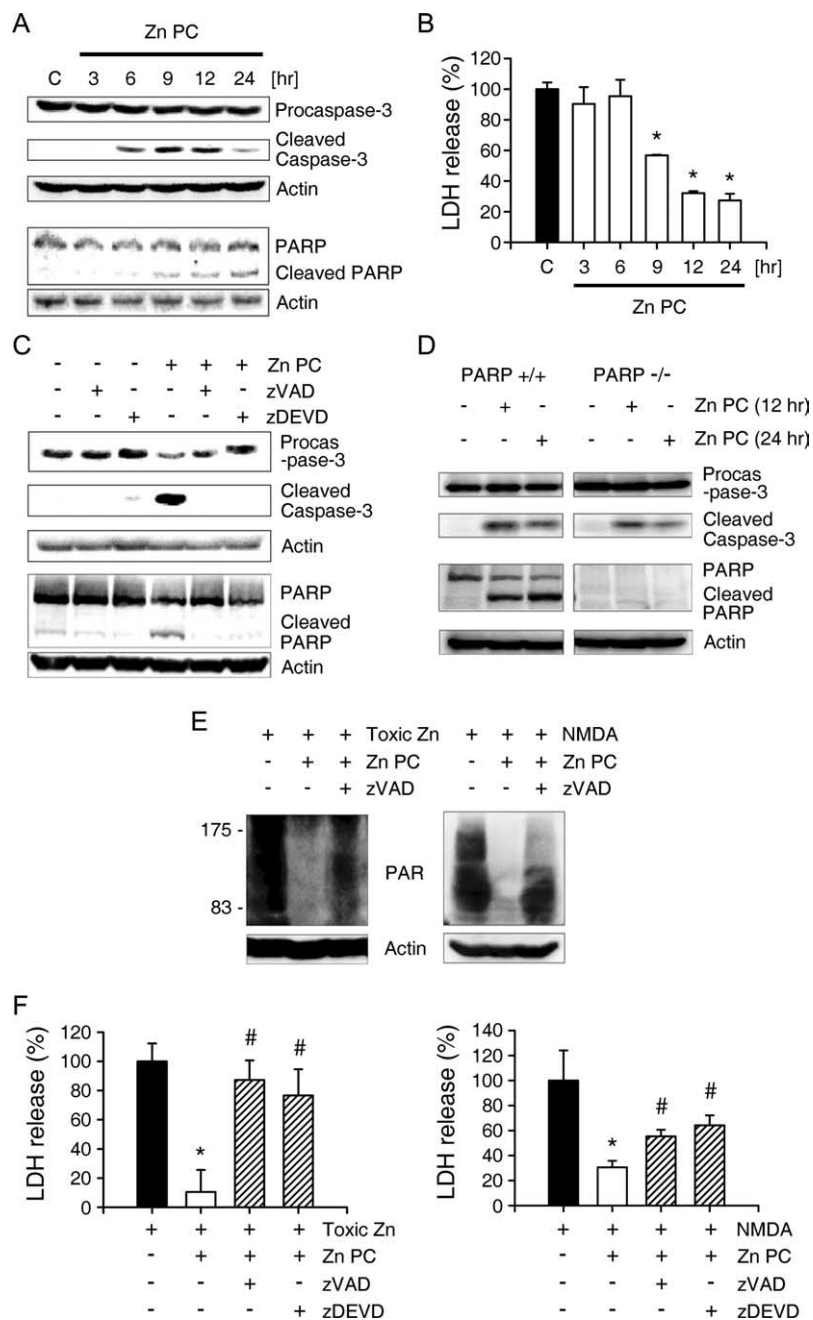 A
Zn PC
C 3 6 9 12 24 [hr]
Procaspase-3
Cleaved
Caspase-3
Actin
PARP
Cleaved PARP
Actin
B
LDH release (%)
120
100
80
60
40
20
0
* * *
C 3 6 9 12 24 [hr]
Zn PC
C
- - - + + + Zn PC
- + - - + - zVAD
- - + - - + zDEVD
Procas
-pase-3
Cleaved
Caspase-3
Actin
PARP
Cleaved
PARP
Actin
D
PARP +/+ PARP -/-
- + - - + - Zn PC (12 hr)
- - + - - + Zn PC (24 hr)
Procas
-pase-3
Cleaved
Caspase-3
PARP
Cleaved
PARP
Actin
E
+ + + Toxic Zn
- + + Zn PC
- - + zVAD
+ + + NMDA
- + + Zn PC
- - + zVAD
175 -
PAR
83 -
Actin
F
LDH release (%)
120
100
80
60
40
20
0
* # #
+ + + + Toxic Zn
- + + + Zn PC
- - + - zVAD
- - - + zDEVD
LDH release (%)
140
120
100
80
60
40
20
0
* # #
+ + + + NMDA
- + + + Zn PC
- - + - zVAD
- - - + zDEVD